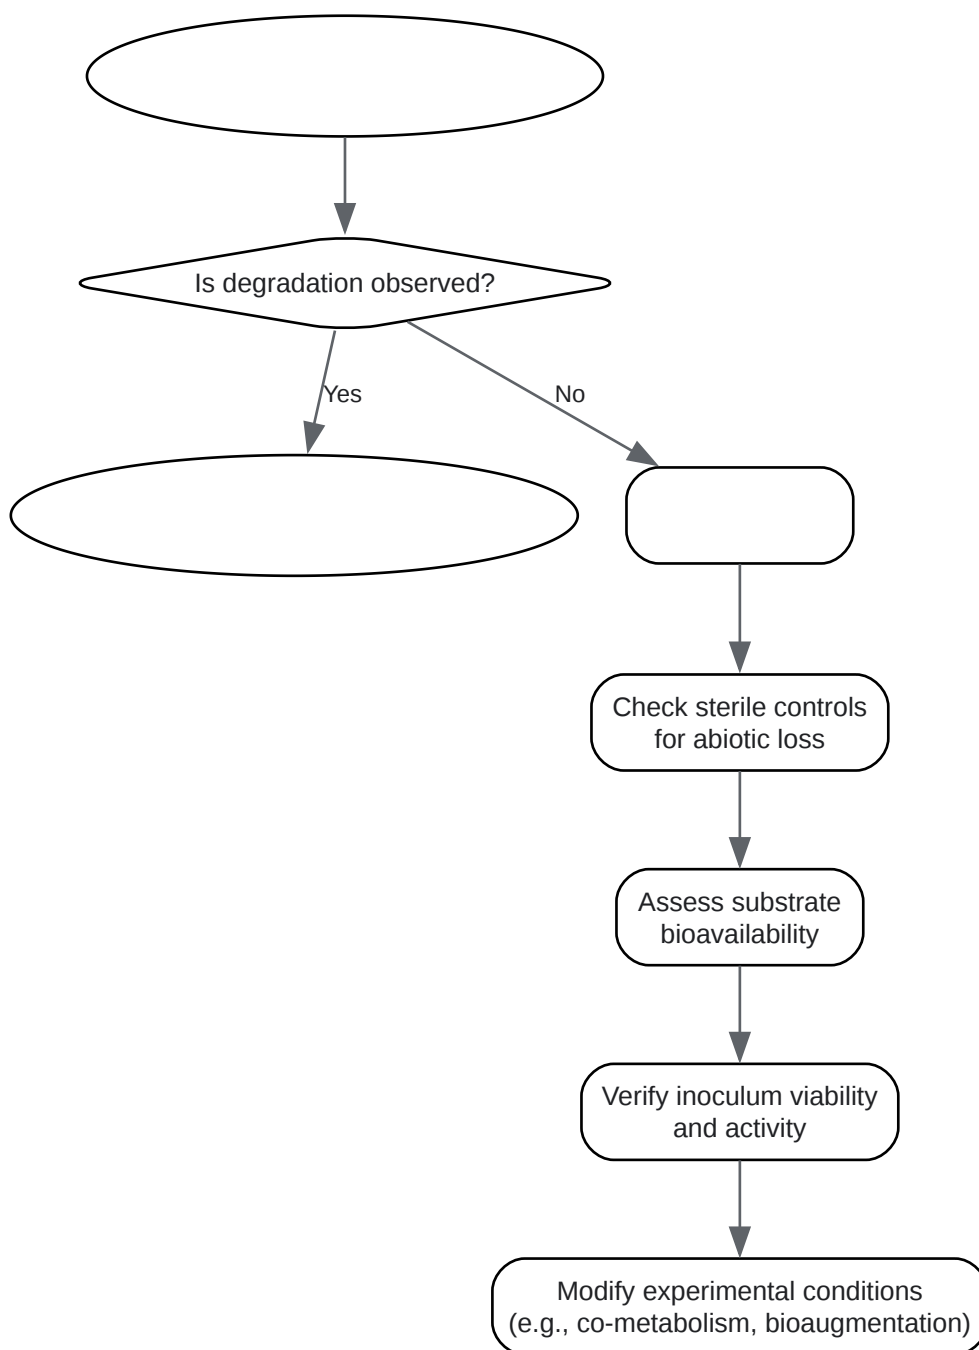 Is degradation observed?
Yes
No
Check sterile controls
for abiotic loss
Assess substrate
bioavailability
Verify inoculum viability
and activity
Modify experimental conditions
(e.g., co-metabolism, bioaugmentation)